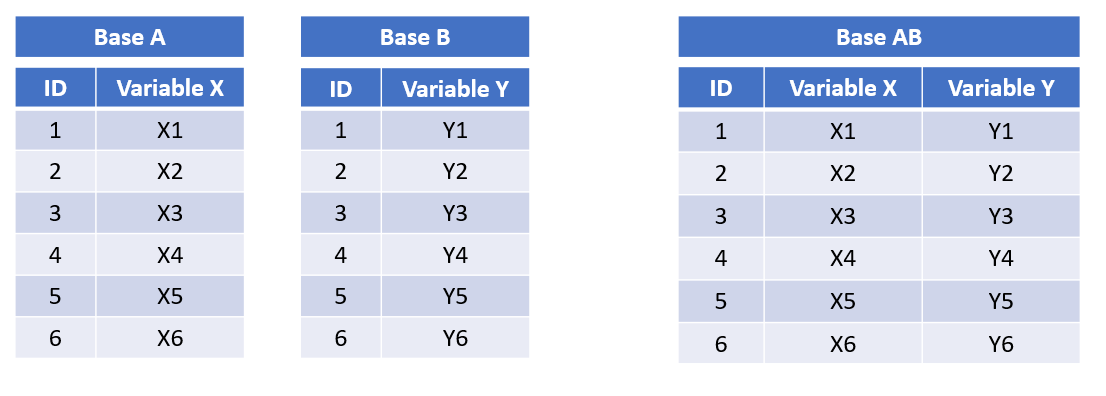 Base A
ID Variable X
1 X1
2 X2
3 X3
4 X4
5 X5
6 X6
Base B
ID Variable Y
1 Y1
2 Y2
3 Y3
4 Y4
5 Y5
6 Y6
Base AB
ID Variable X Variable Y
1 X1 Y1
2 X2 Y2
3 X3 Y3
4 X4 Y4
5 X5 Y5
6 X6 Y6